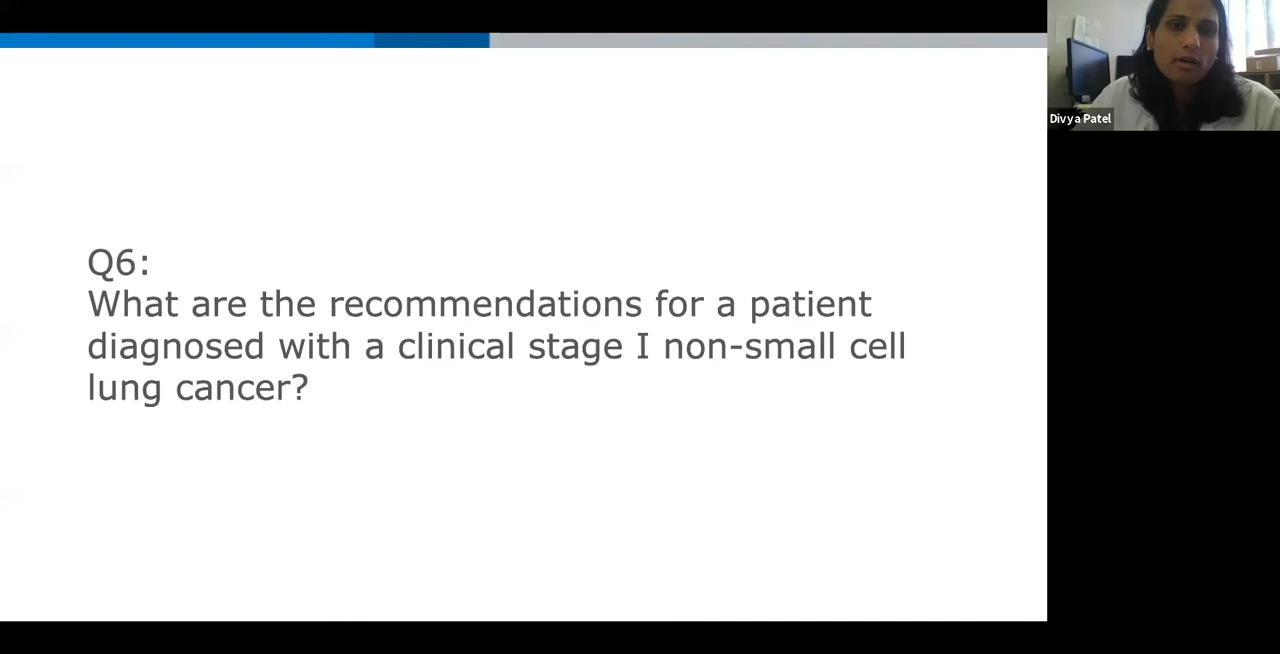 Q6:
What are the recommendations for a patient
diagnosed with a clinical stage I non-small cell
lung cancer?
Divya Patel